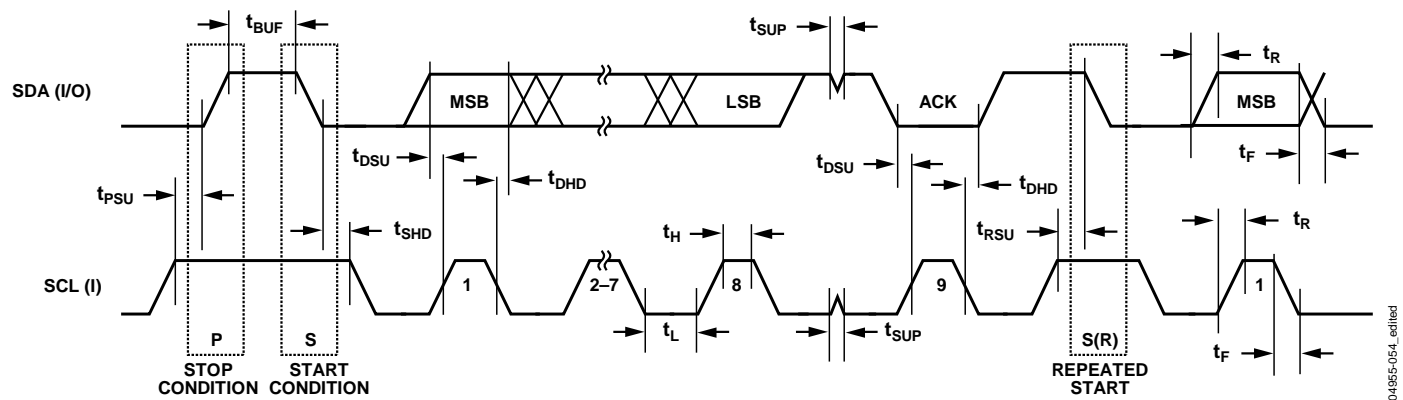 tBUF
tSUP
tR
SDA (I/O)
MSB
LSB
ACK
MSB
tDSU
tDHD
tDSU
tDHD
tF
tPSU
tSHD
tH
tRSU
tR
SCL (I)
1
2–7
8
9
1
tL
tSUP
tF
P
S
S(R)
STOP
CONDITION
START
CONDITION
REPEATED
START
04955-054_edited